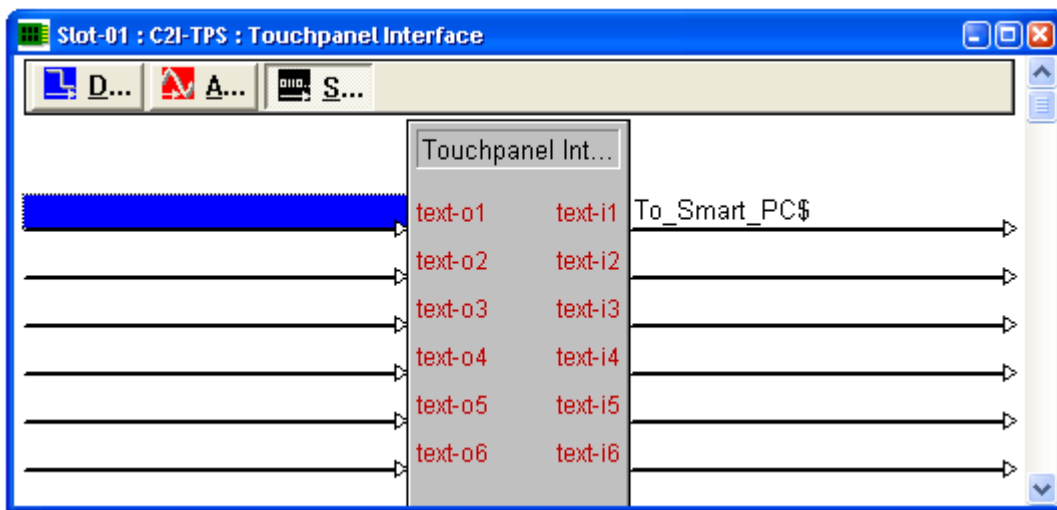 Slot-01 : C2I-TPS : Touchpanel Interface
D... A... S...
Touchpanel Int...
text-o1 text-i1 To_Smart_PC$
text-o2 text-i2
text-o3 text-i3
text-o4 text-i4
text-o5 text-i5
text-o6 text-i6